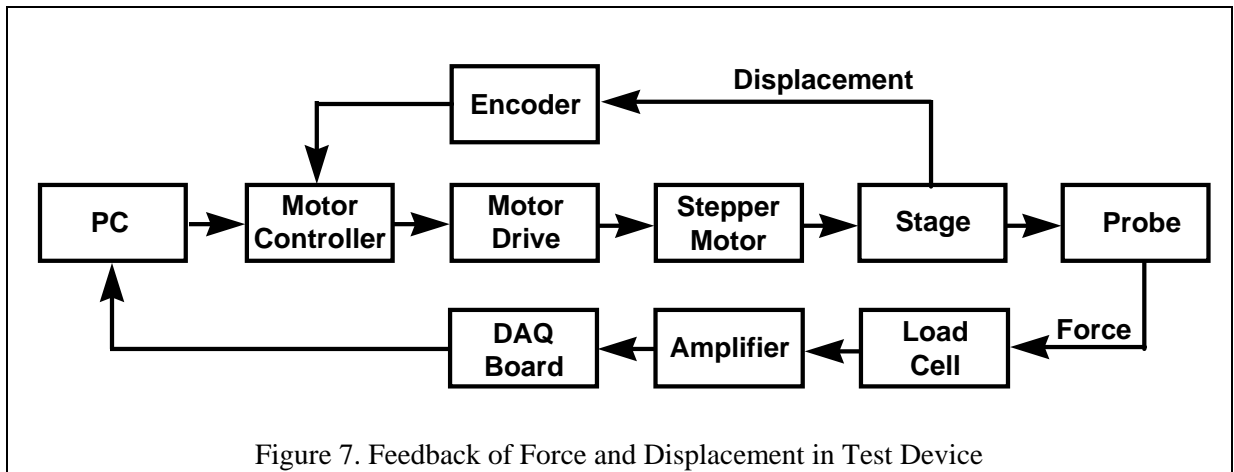 Displacement
Encoder
PC
Motor
Controller
Motor
Drive
Stepper
Motor
Stage
Probe
DAQ
Board
Amplifier
Load
Cell
Force
Figure 7. Feedback of Force and Displacement in Test Device